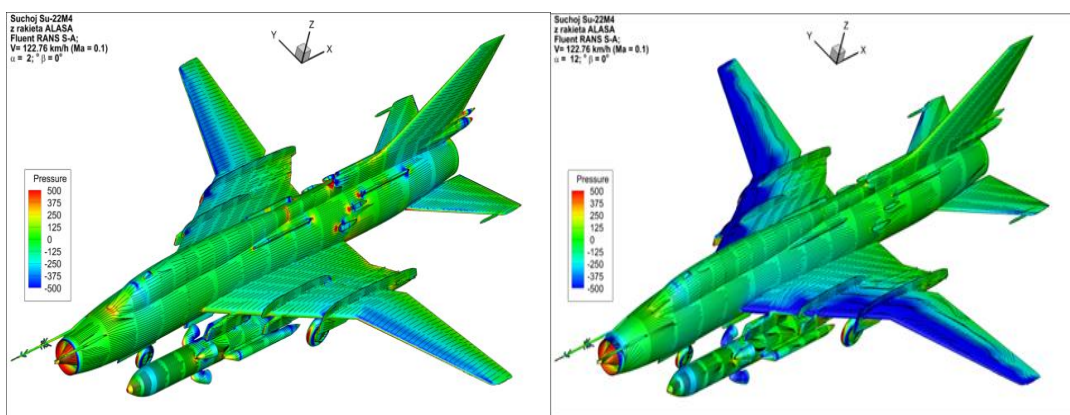 Suchoj Su-22M4
z rakieta ALASA
Fluent RANS S-A;
V= 122.76 km/h (Ma = 0.1)
α = 2; ° β = 0°
Z
Y
X
Pressure
500
375
250
125
0
-125
-250
-375
-500
Suchoj Su-22M4
z rakieta ALASA
Fluent RANS S-A;
V= 122.76 km/h (Ma = 0.1)
α = 12; ° β = 0°
Z
Y
X
Pressure
500
375
250
125
0
-125
-250
-375
-500